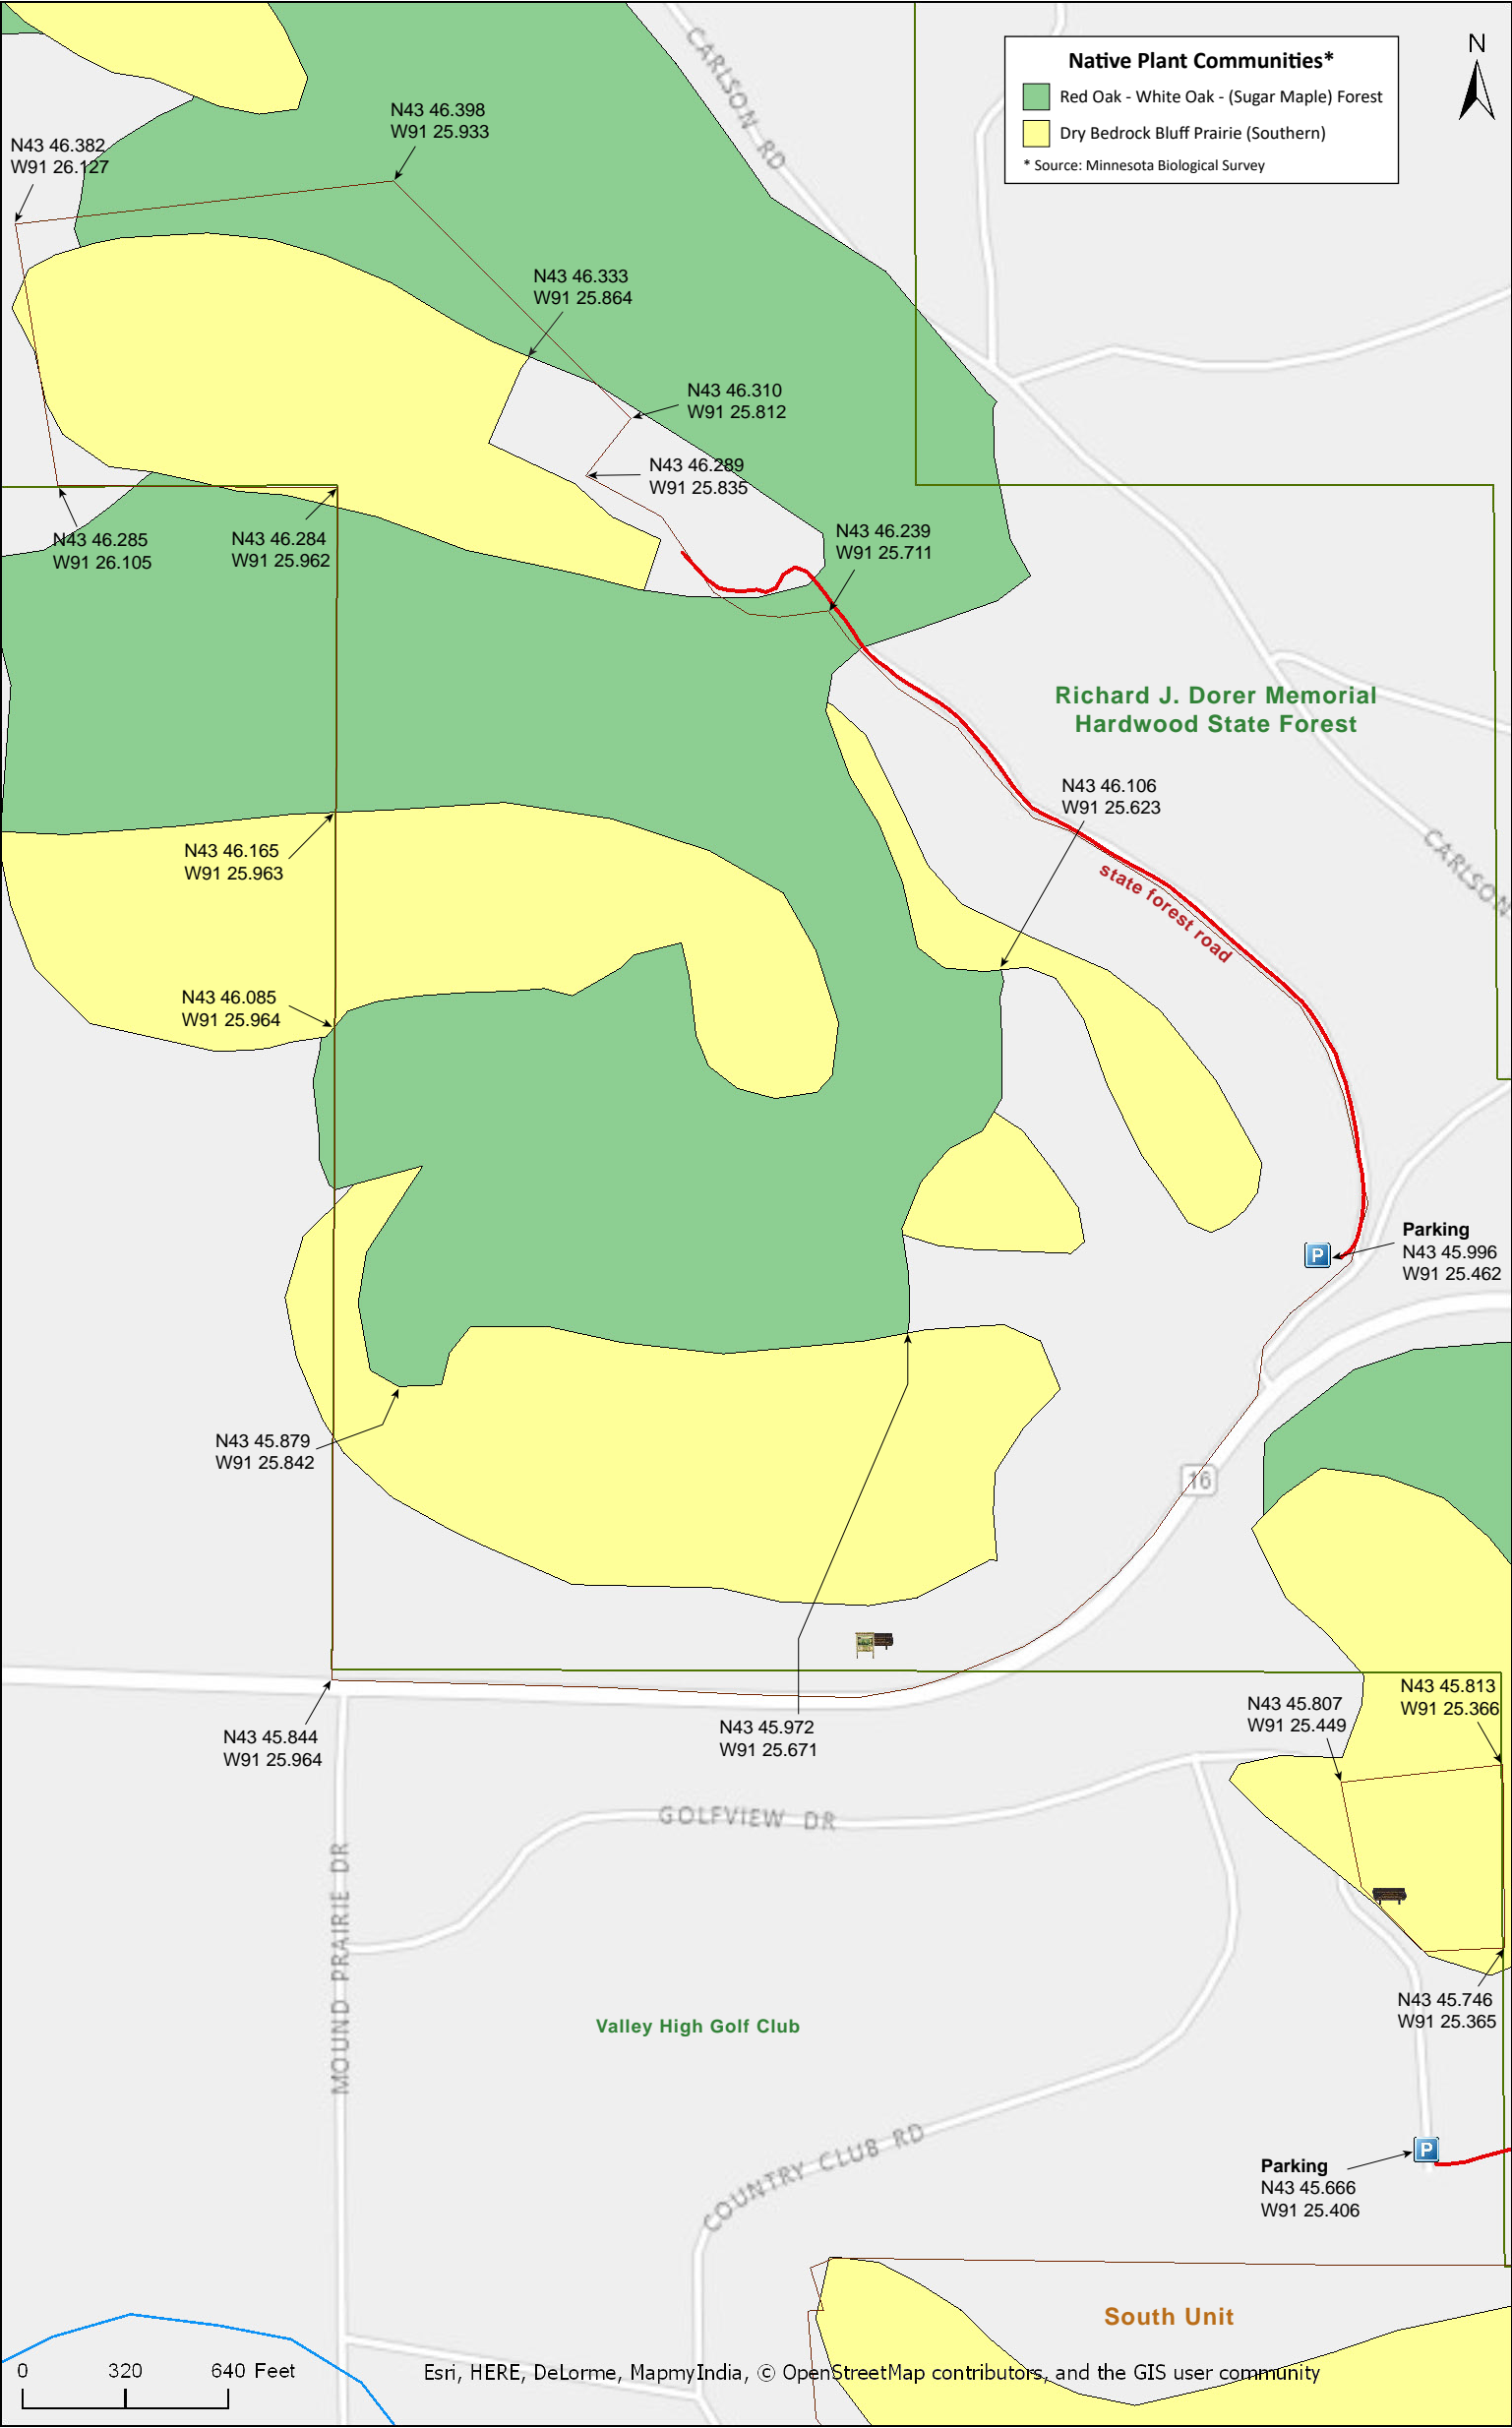 CARLSON RD
N
Native Plant Communities*
Red Oak - White Oak - (Sugar Maple) Forest
Dry Bedrock Bluff Prairie (Southern)
* Source: Minnesota Biological Survey
N43 46.398
W91 25.933
N43 46.382
W91 26.127
N43 46.333
W91 25.864
N43 46.310
W91 25.812
N43 46.289
W91 25.835
N43 46.285
W91 26.105
N43 46.284
W91 25.962
N43 46.239
W91 25.711
Richard J. Dorer Memorial
Hardwood State Forest
N43 46.106
W91 25.623
N43 46.165
W91 25.963
CARLSON
state forest road
N43 46.085
W91 25.964
P
Parking
N43 45.996
W91 25.462
N43 45.879
W91 25.842
16
N43 45.844
W91 25.964
N43 45.972
W91 25.671
N43 45.807
W91 25.449
N43 45.813
W91 25.366
GOLFVIEW DR
MOUND PRAIRIE DR
N43 45.746
W91 25.365
Valley High Golf Club
COUNTRY CLUB RD
P
Parking
N43 45.666
W91 25.406
South Unit
0 320 640 Feet
Esri, HERE, DeLorme, MapmyIndia, © OpenStreetMap contributors, and the GIS user community